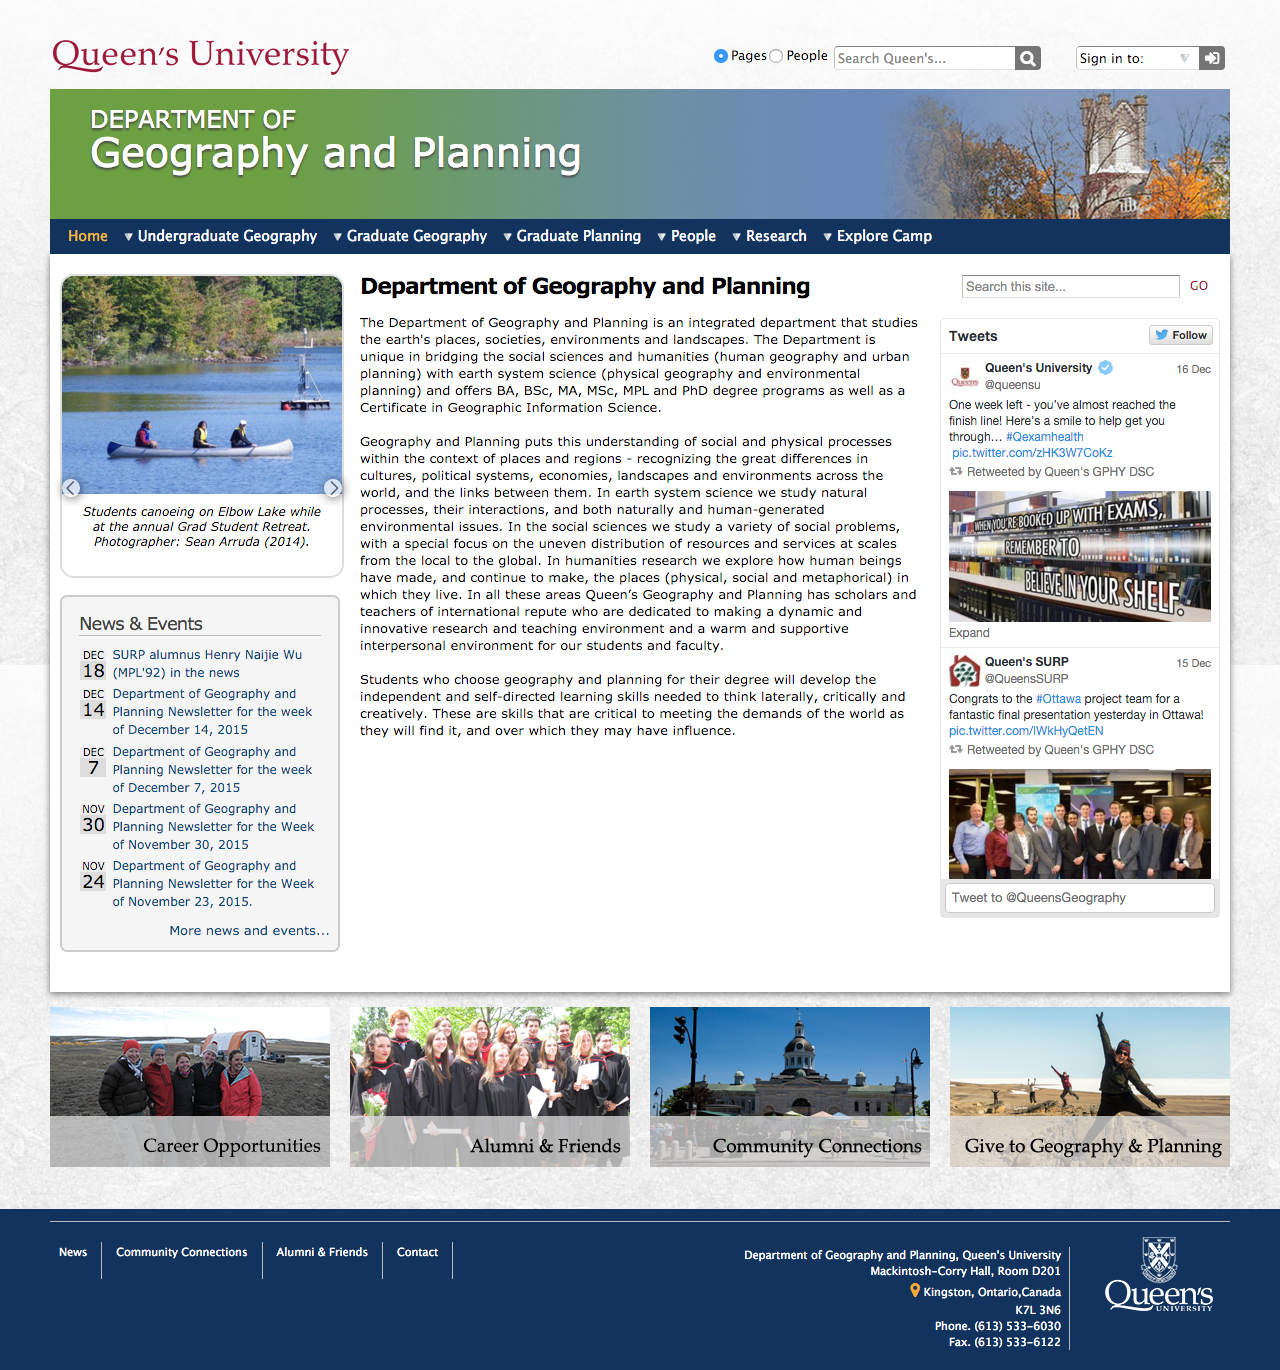 Queen's University
Pages People Search Queen's... Sign in to:
DEPARTMENT OF
Geography and Planning
Home Undergraduate Geography Graduate Geography Graduate Planning People Research Explore Camp
Students canoeing on Elbow Lake while
at the annual Grad Student Retreat.
Photographer: Sean Arruda (2014).
News & Events
DEC 18 SURP alumnus Henry Naijie Wu
(MPL'92) in the news
DEC 14 Department of Geography and
Planning Newsletter for the week
of December 14, 2015
DEC 7 Department of Geography and
Planning Newsletter for the week
of December 7, 2015
NOV 30 Department of Geography and
Planning Newsletter for the Week
of November 30, 2015
NOV 24 Department of Geography and
Planning Newsletter for the Week
of November 23, 2015.
More news and events...
Department of Geography and Planning
The Department of Geography and Planning is an integrated department that studies
the earth's places, societies, environments and landscapes. The Department is
unique in bridging the social sciences and humanities (human geography and urban
planning) with earth system science (physical geography and environmental
planning) and offers BA, BSc, MA, MSc, MPL and PhD degree programs as well as a
Certificate in Geographic Information Science.
Geography and Planning puts this understanding of social and physical processes
within the context of places and regions - recognizing the great differences in
cultures, political systems, economies, landscapes and environments across the
world, and the links between them. In earth system science we study natural
processes, their interactions, and both naturally and human-generated
environmental issues. In the social sciences we study a variety of social problems,
with a special focus on the uneven distribution of resources and services at scales
from the local to the global. In humanities research we explore how human beings
have made, and continue to make, the places (physical, social and metaphorical) in
which they live. In all these areas Queen's Geography and Planning has scholars and
teachers of international repute who are dedicated to making a dynamic and
innovative research and teaching environment and a warm and supportive
interpersonal environment for our students and faculty.
Students who choose geography and planning for their degree will develop the
independent and self-directed learning skills needed to think laterally, critically and
creatively. These are skills that are critical to meeting the demands of the world as
they will find it, and over which they may have influence.
Search this site... GO
Tweets Follow
Queen's University 16 Dec
@queensu
One week left - you've almost reached the
finish line! Here's a smile to help get you
through... #Qexamhealth
pic.twitter.com/zHK3W7CoKz
Retweeted by Queen's GPHY DSC
WHEN YOU'RE BOOKED UP WITH EXAMS,
REMEMBER TO
BELIEVE IN YOUR SHELF.
Expand
Queen's SURP 15 Dec
@QueensSURP
Congrats to the #Ottawa project team for a
fantastic final presentation yesterday in Ottawa!
pic.twitter.com/lWkHyQetEN
Retweeted by Queen's GPHY DSC
Tweet to @QueensGeography
Career Opportunities
Alumni & Friends
Community Connections
Give to Geography & Planning
News Community Connections Alumni & Friends Contact
Department of Geography and Planning, Queen's University
Mackintosh-Corry Hall, Room D201
Kingston, Ontario,Canada
K7L 3N6
Phone. (613) 533-6030
Fax. (613) 533-6122
Queen's
UNIVERSITY